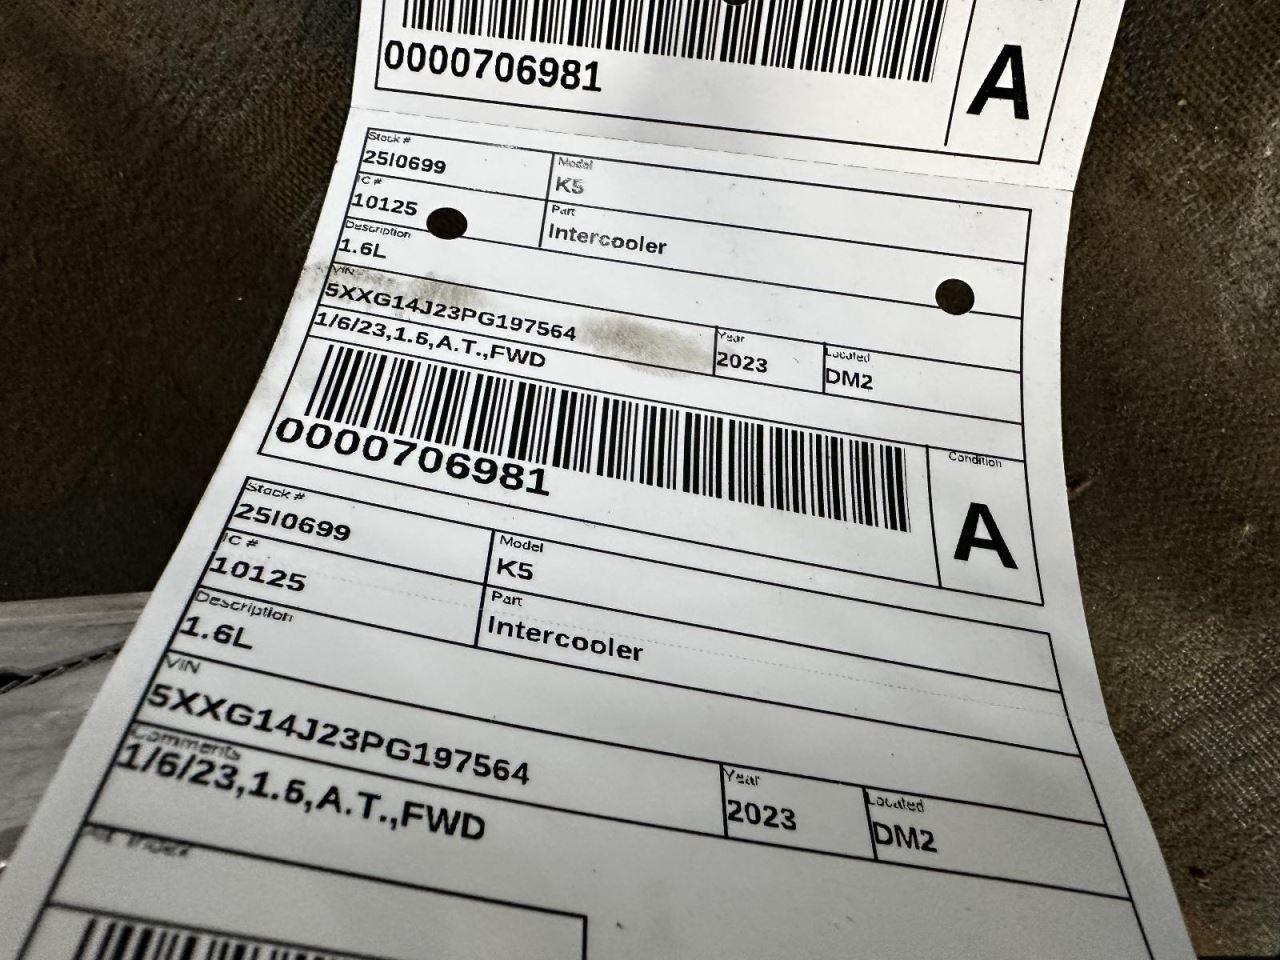 0000706981
A
Stock #
25I0699
Model
K5
IC #
10125
Part
Intercooler
Description
1.6L
VIN
5XXG14J23PG197564
Year
2023
Located
DM2
1/6/23,1.6,A.T.,FWD
0000706981
Condition
A
Stock #
25I0699
Model
K5
IC #
10125
Part
Intercooler
Description
1.6L
VIN
5XXG14J23PG197564
Year
2023
Located
DM2
Comments
1/6/23,1.6,A.T.,FWD
Index